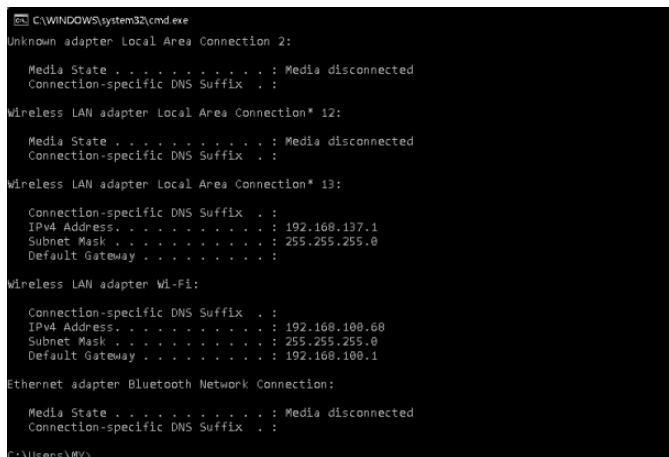 C:\WINDOWS\system32\cmd.exe
Unknown adapter Local Area Connection 2:
Media State . . . . . . . . . . . : Media disconnected
Connection-specific DNS Suffix . :
Wireless LAN adapter Local Area Connection* 12:
Media State . . . . . . . . . . . : Media disconnected
Connection-specific DNS Suffix . :
Wireless LAN adapter Local Area Connection* 13:
Connection-specific DNS Suffix . :
IPv4 Address. . . . . . . . . . . : 192.168.137.1
Subnet Mask . . . . . . . . . . . : 255.255.255.0
Default Gateway . . . . . . . . . :
Wireless LAN adapter Wi-Fi:
Connection-specific DNS Suffix . :
IPv4 Address. . . . . . . . . . . : 192.168.100.68
Subnet Mask . . . . . . . . . . . : 255.255.255.0
Default Gateway . . . . . . . . . : 192.168.100.1
Ethernet adapter Bluetooth Network Connection:
Media State . . . . . . . . . . . : Media disconnected
Connection-specific DNS Suffix . :
C:\Users\MY>